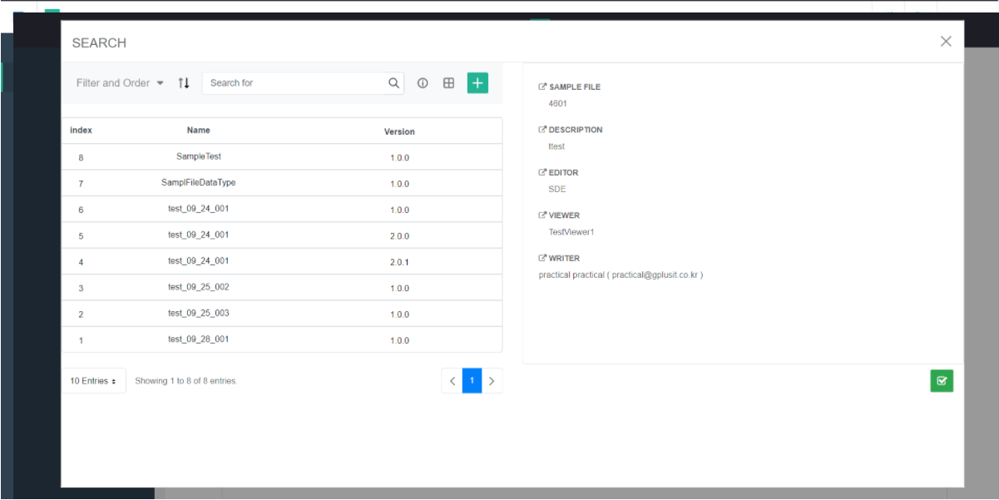 SEARCH
Filter and Order
Search for
index Name Version
8 SampleTest 1.0.0
7 SamplFileDataType 1.0.0
6 test_09_24_001 1.0.0
5 test_09_24_001 2.0.0
4 test_09_24_001 2.0.1
3 test_09_25_002 1.0.0
2 test_09_25_003 1.0.0
1 test_09_28_001 1.0.0
10 Entries Showing 1 to 8 of 8 entries. 1
SAMPLE FILE
4601
DESCRIPTION
ttest
EDITOR
SDE
VIEWER
TestViewer1
WRITER
practical practical ( practical@gplusit.co.kr )